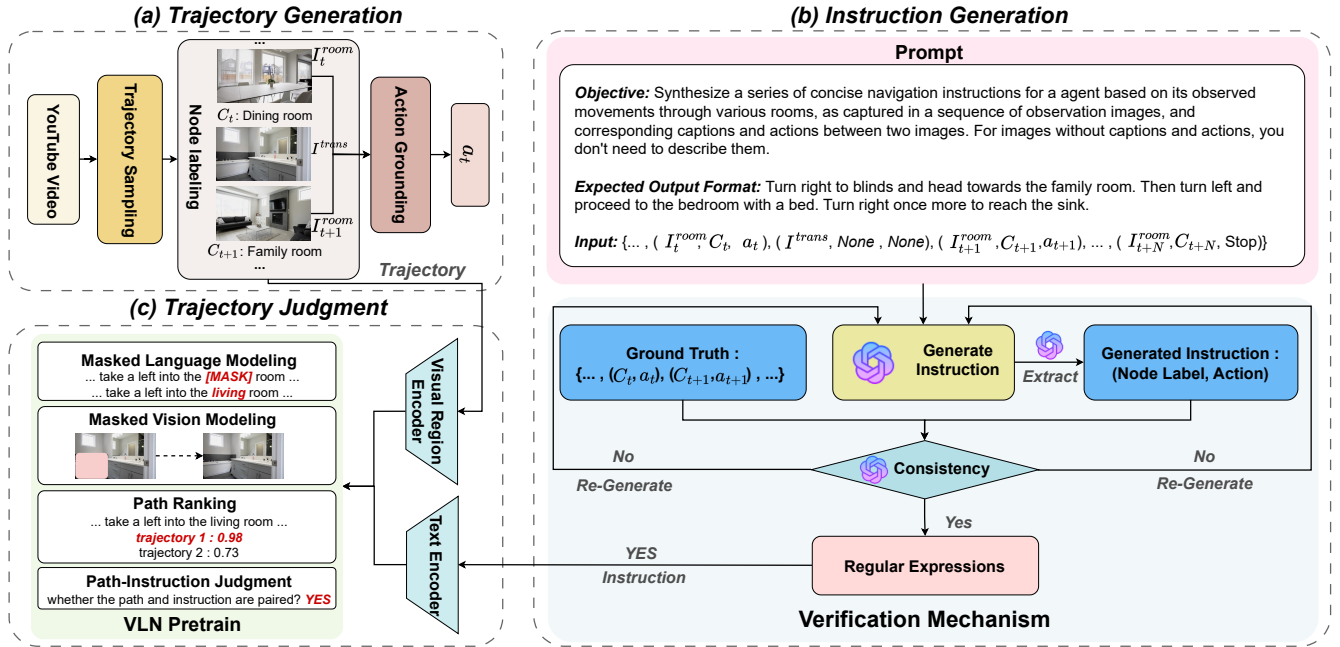 (a) Trajectory Generation
YouTube Video
Trajectory Sampling
Node labeling
...
I_t^{room}
C_t: Dining room
I^{trans}
I_{t+1}^{room}
C_{t+1}: Family room
...
Action Grounding
a_t
Trajectory
(b) Instruction Generation
Prompt
Objective: Synthesize a series of concise navigation instructions for a agent based on its observed
movements through various rooms, as captured in a sequence of observation images, and
corresponding captions and actions between two images. For images without captions and actions, you
don't need to describe them.
Expected Output Format: Turn right to blinds and head towards the family room. Then turn left and
proceed to the bedroom with a bed. Turn right once more to reach the sink.
Input: {... , ( I_t^{room}, C_t, a_t), ( I^{trans}, None , None), ( I_{t+1}^{room} ,C_{t+1},a_{t+1}), ... , ( I_{t+N}^{room},C_{t+N}, Stop)}
Ground Truth :
{... , (C_t, a_t), (C_{t+1},a_{t+1}) , ...}
Generate
Instruction
Extract
Generated Instruction :
(Node Label, Action)
Consistency
No
Re-Generate
No
Re-Generate
Yes
Regular Expressions
YES
Instruction
Verification Mechanism
(c) Trajectory Judgment
Masked Language Modeling
... take a left into the [MASK] room ...
... take a left into the living room ...
Masked Vision Modeling
Path Ranking
... take a left into the living room ...
trajectory 1 : 0.98
trajectory 2 : 0.73
Path-Instruction Judgment
whether the path and instruction are paired? YES
VLN Pretrain
Visual Region
Encoder
Text Encoder